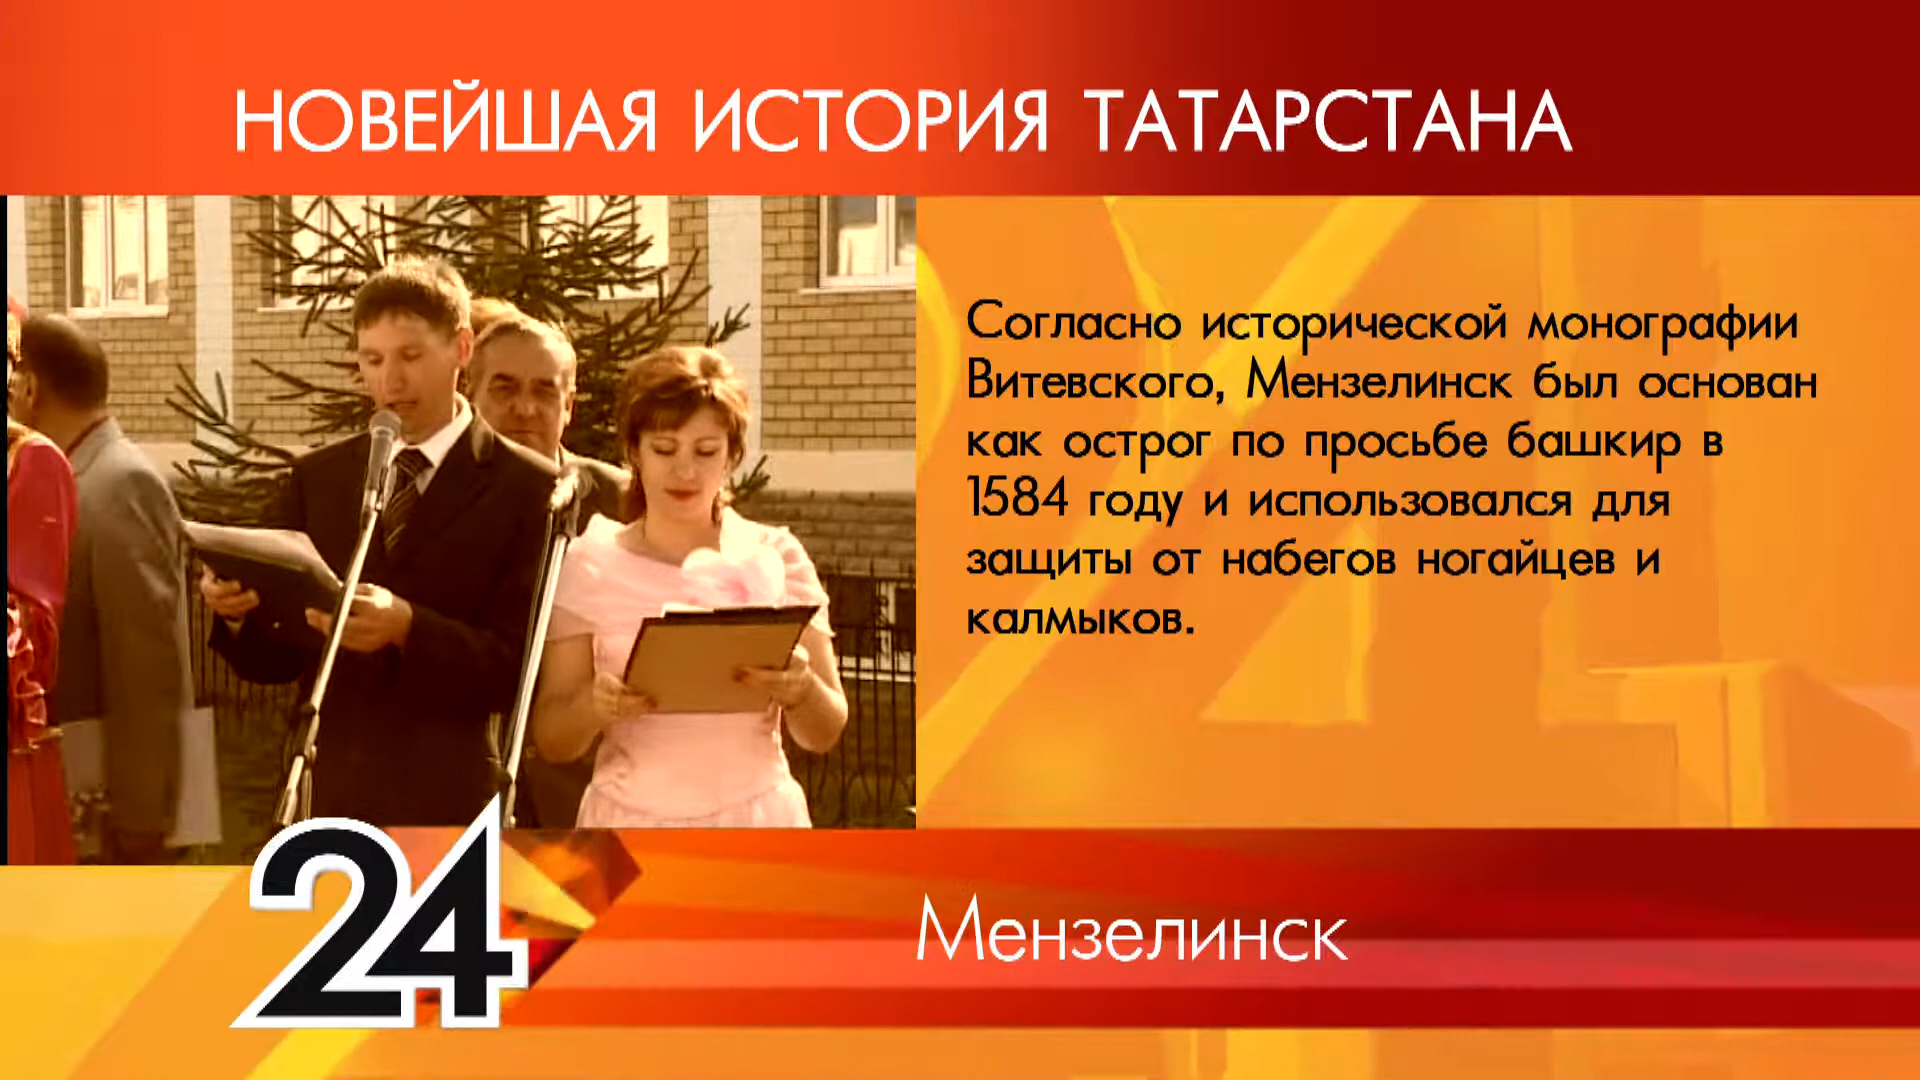 НОВЕЙШАЯ ИСТОРИЯ ТАТАРСТАНА
Согласно исторической монографии
Витевского, Мензелинск был основан
как острог по просьбе башкир в
1584 году и использовался для
защиты от набегов ногайцев и
калмыков.
24
Мензелинск